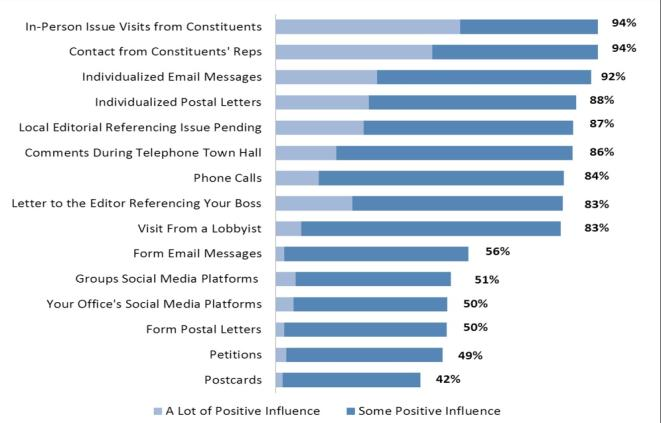 In-Person Issue Visits from Constituents 94%
Contact from Constituents' Reps 94%
Individualized Email Messages 92%
Individualized Postal Letters 88%
Local Editorial Referencing Issue Pending 87%
Comments During Telephone Town Hall 86%
Phone Calls 84%
Letter to the Editor Referencing Your Boss 83%
Visit From a Lobbyist 83%
Form Email Messages 56%
Groups Social Media Platforms 51%
Your Office's Social Media Platforms 50%
Form Postal Letters 50%
Petitions 49%
Postcards 42%
A Lot of Positive Influence Some Positive Influence